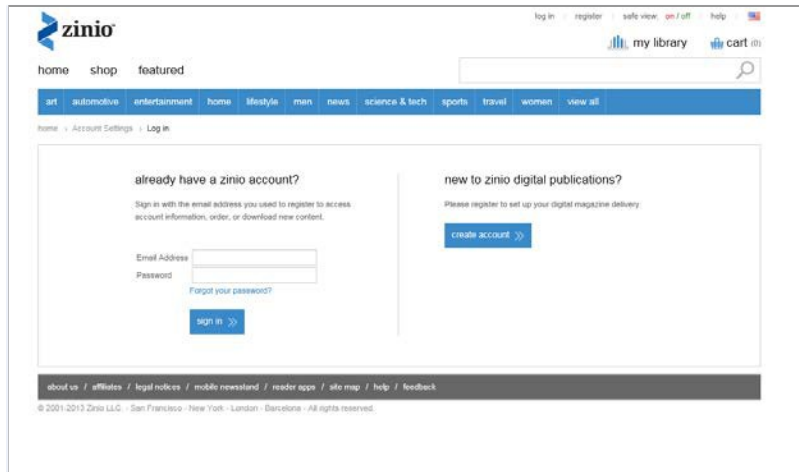 log in register safe view: on / off help
zinio
my library cart (0)
home shop featured
art automotive entertainment home lifestyle men news science & tech sports travel women view all
home › Account Settings › Log in
already have a zinio account?
Sign in with the email address you used to register to access
account information, order, or download new content.
Email Address
Password
Forgot your password?
sign in
new to zinio digital publications?
Please register to set up your digital magazine delivery.
create account
about us / affiliates / legal notices / mobile newsstand / reader apps / site map / help / feedback
© 2001-2013 Zinio LLC. - San Francisco - New York - London - Barcelona - All rights reserved.